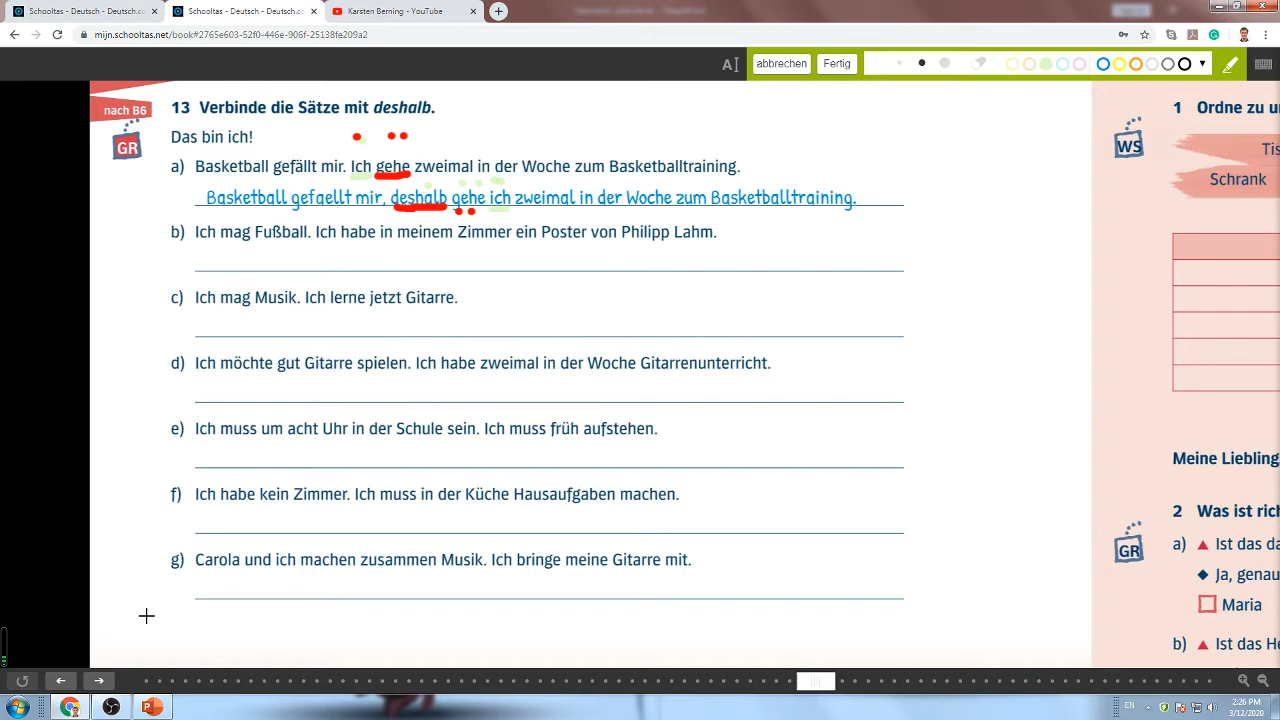 Schooltas - Deutsch - Deutsch.co
Schooltas - Deutsch - Deutsch.co
Karsten Berning - YouTube
mijn.schooltas.net/book#2765e603-52f0-446e-906f-25138fe209a2
abbrechen
Fertig
nach B6
GR
13 Verbinde die Sätze mit deshalb.
Das bin ich!
a) Basketball gefällt mir. Ich gehe zweimal in der Woche zum Basketballtraining.
Basketball gefaellt mir, deshalb gehe ich zweimal in der Woche zum Basketballtraining.
b) Ich mag Fußball. Ich habe in meinem Zimmer ein Poster von Philipp Lahm.
c) Ich mag Musik. Ich lerne jetzt Gitarre.
d) Ich möchte gut Gitarre spielen. Ich habe zweimal in der Woche Gitarrenunterricht.
e) Ich muss um acht Uhr in der Schule sein. Ich muss früh aufstehen.
f) Ich habe kein Zimmer. Ich muss in der Küche Hausaufgaben machen.
g) Carola und ich machen zusammen Musik. Ich bringe meine Gitarre mit.
1 Ordne zu u
WS
Tis
Schrank
Meine Liebling
2 Was ist rich
GR
a) Ist das da
Ja, genau
Maria
b) Ist das He
EN
2:26 PM
3/12/2020